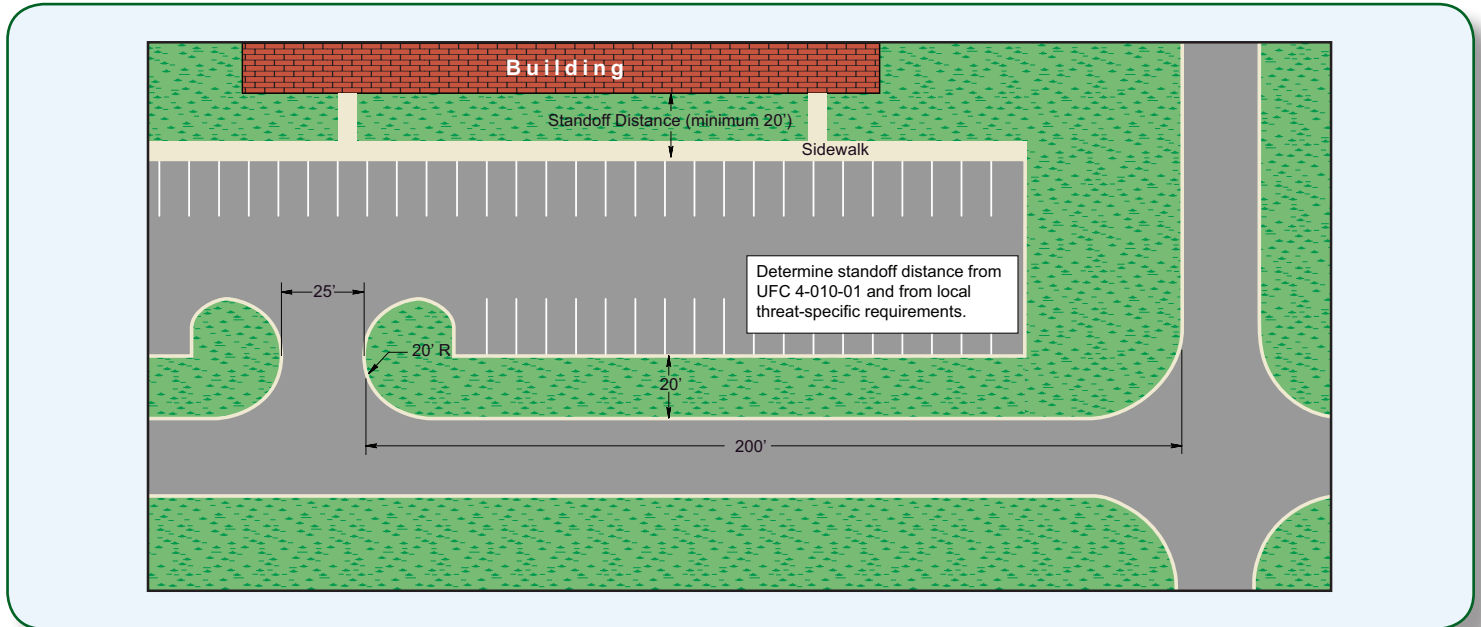 Building
Standoff Distance (minimum 20’)
Sidewalk
Determine standoff distance from
UFC 4-010-01 and from local
threat-specific requirements.
25’
20’ R
20’
200’